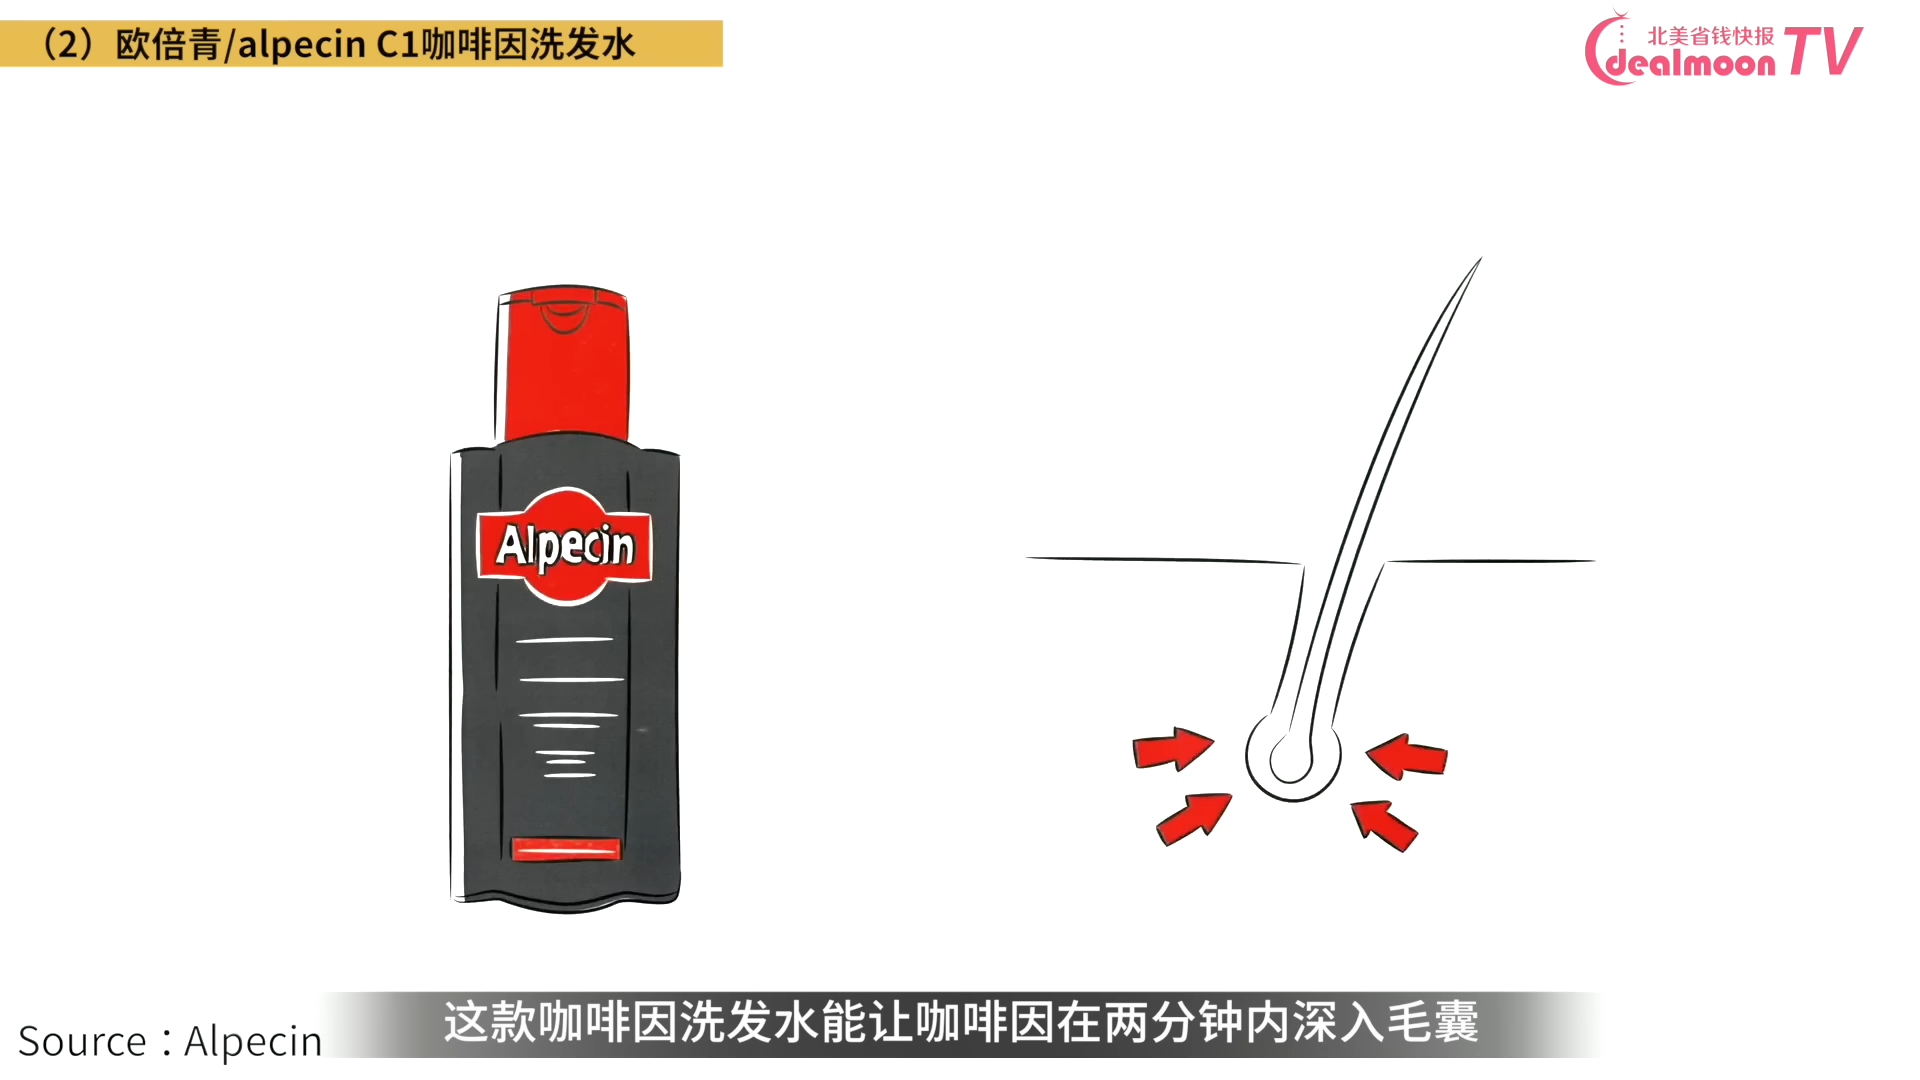 （2）欧倍青/alpecin C1咖啡因洗发水
北美省钱快报
dealmoon TV
Alpecin
这款咖啡因洗发水能让咖啡因在两分钟内深入毛囊
Source：Alpecin